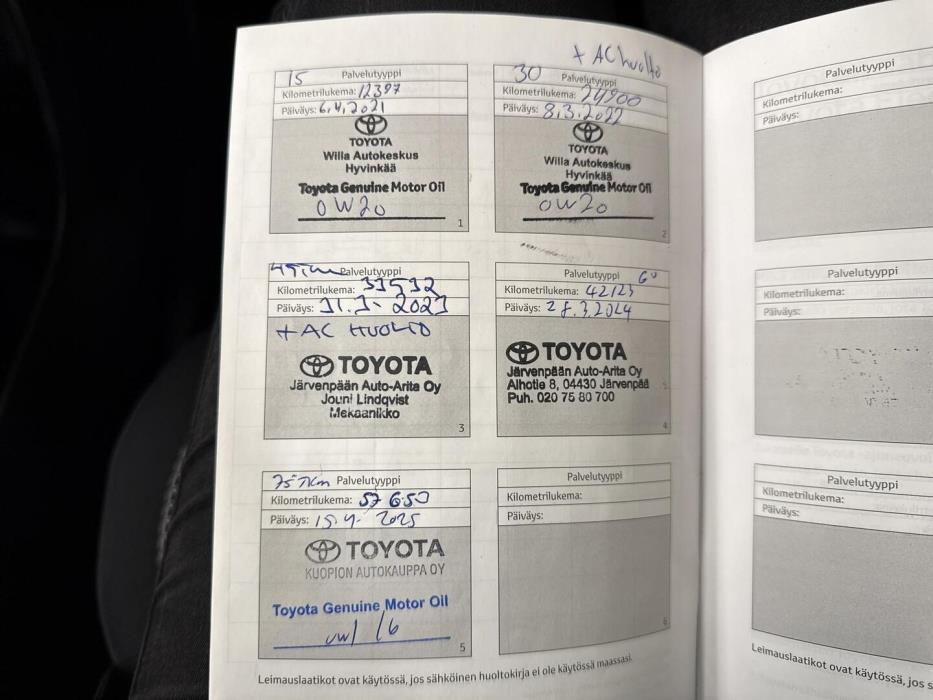 + AC huolto
15 Palvelutyyppi
Kilometrilukema: 12397
Päiväys: 6.4.2021
TOYOTA
Willa Autokeskus
Hyvinkää
Toyota Genuine Motor Oil
0W20
1
30 Palvelutyyppi
Kilometrilukema: 24900
Päiväys: 8.3.2022
TOYOTA
Willa Autokeskus
Hyvinkää
Toyota Genuine Motor Oil
0W20
2
Palvelutyyppi
Kilometrilukema: 33532
Päiväys: 31.3.2023
+ AC HUOLTO
TOYOTA
Järvenpään Auto-Arita Oy
Jouni Lindqvist
Mekaanikko
3
Palvelutyyppi 60
Kilometrilukema: 42123
Päiväys: 28.3.2024
TOYOTA
Järvenpään Auto-Arita Oy
Alhotie 8, 04430 Järvenpää
Puh. 020 75 80 700
4
75 Tkm Palvelutyyppi
Kilometrilukema: 57650
Päiväys: 15.4. 2025
TOYOTA
KUOPION AUTOKAUPPA OY
Toyota Genuine Motor Oil
0W16
5
Palvelutyyppi
Kilometrilukema:
Päiväys:
6
Leimauslaatikot ovat käytössä, jos sähköinen huoltokirja ei ole käytössä maassasi.
Palvelutyyppi
Kilometrilukema:
Päiväys:
Palvelutyyppi
Kilometrilukema:
Päiväys:
Palvelutyyppi
Kilometrilukema:
Päiväys:
Leimauslaatikot ovat käytössä, jos s